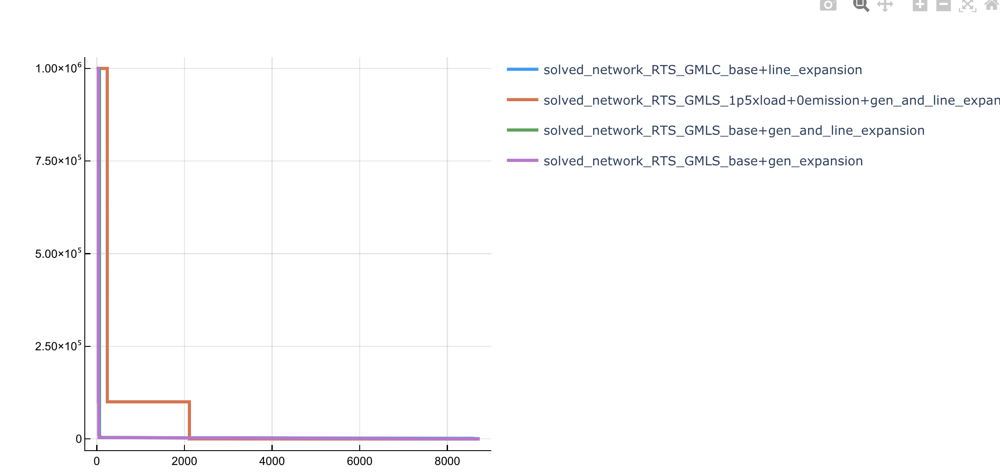 1.00×10⁶
7.50×10⁵
5.00×10⁵
2.50×10⁵
0
0 2000 4000 6000 8000
solved_network_RTS_GMLC_base+line_expansion
solved_network_RTS_GMLS_1p5xload+0emission+gen_and_line_expan
solved_network_RTS_GMLS_base+gen_and_line_expansion
solved_network_RTS_GMLS_base+gen_expansion